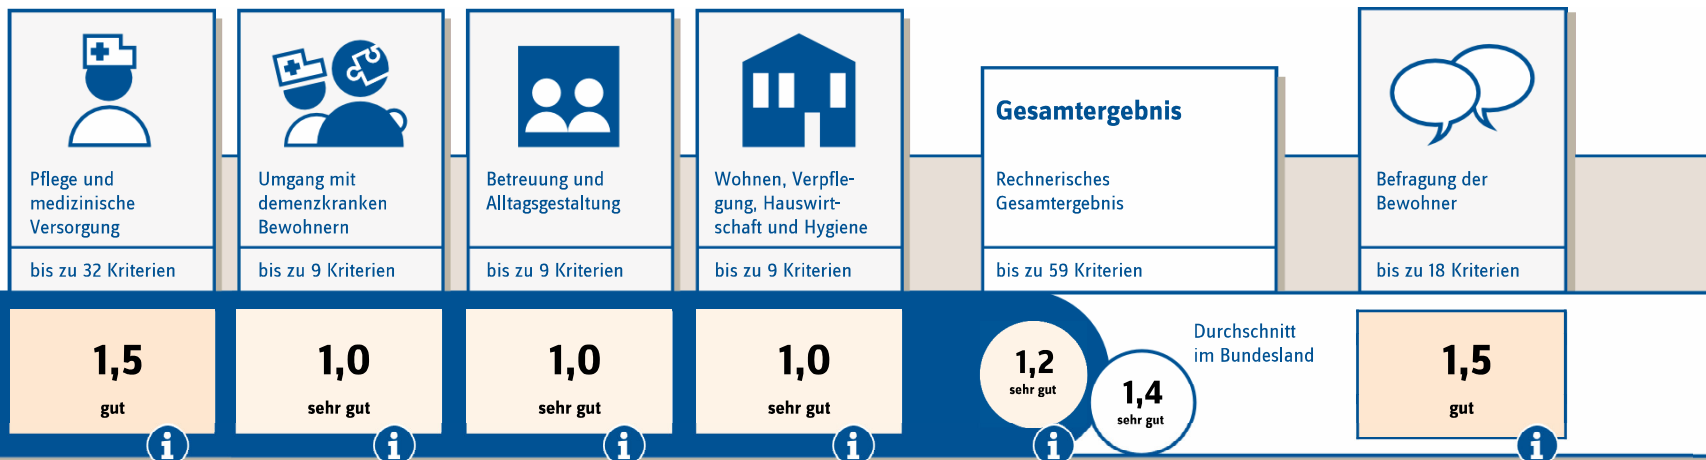 Pflege und
medizinische
Versorgung
bis zu 32 Kriterien
1,5
gut
Umgang mit
demenzkranken
Bewohnern
bis zu 9 Kriterien
1,0
sehr gut
Betreuung und
Alltagsgestaltung
bis zu 9 Kriterien
1,0
sehr gut
Wohnen, Verpfle-
gung, Hauswirt-
schaft und Hygiene
bis zu 9 Kriterien
1,0
sehr gut
Gesamtergebnis
Rechnerisches
Gesamtergebnis
bis zu 59 Kriterien
1,2
sehr gut
1,4
sehr gut
Durchschnitt
im Bundesland
Befragung der
Bewohner
bis zu 18 Kriterien
1,5
gut